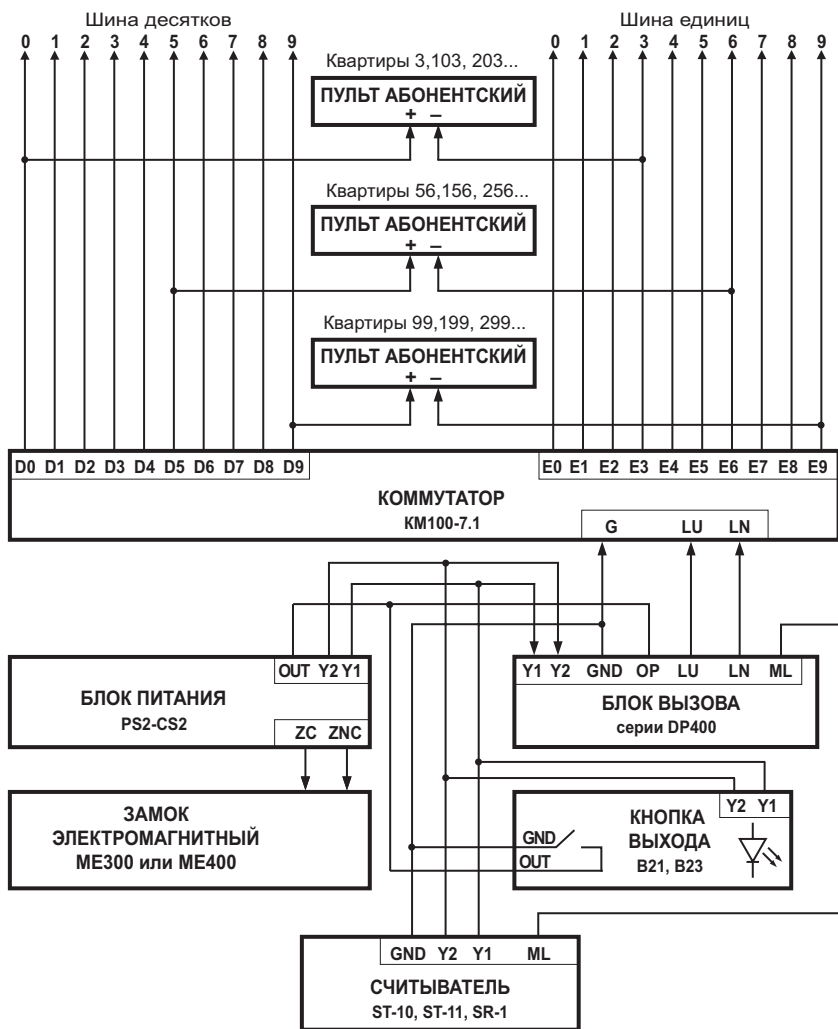 Шина десятков
Шина единиц
0 1 2 3 4 5 6 7 8 9
0 1 2 3 4 5 6 7 8 9
Квартиры 3,103, 203...
ПУЛЬТ АБОНЕНТСКИЙ
+ –
Квартиры 56,156, 256...
ПУЛЬТ АБОНЕНТСКИЙ
+ –
Квартиры 99,199, 299...
ПУЛЬТ АБОНЕНТСКИЙ
+ –
D0 D1 D2 D3 D4 D5 D6 D7 D8 D9
E0 E1 E2 E3 E4 E5 E6 E7 E8 E9
КОММУТАТОР
КМ100-7.1
G LU LN
OUT Y2 Y1
БЛОК ПИТАНИЯ
PS2-CS2
ZC ZNC
Y1 Y2 GND OP LU LN ML
БЛОК ВЫЗОВА
серии DP400
ЗАМОК
ЭЛЕКТРОМАГНИТНЫЙ
МЕ300 или МЕ400
Y2 Y1
КНОПКА
ВЫХОДА
B21, B23
GND
OUT
GND Y2 Y1 ML
СЧИТЫВАТЕЛЬ
ST-10, ST-11, SR-1